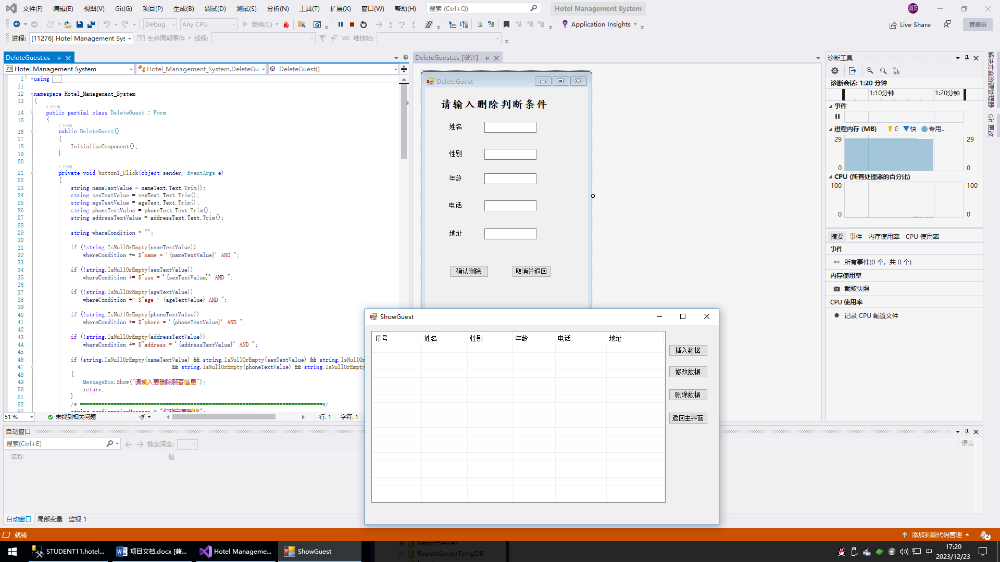 文件(F) 编辑(E) 视图(V) Git(G) 项目(P) 生成(B) 调试(D) 测试(S) 分析(N) 工具(T) 扩展(X) 窗口(W) 帮助(H) 搜索 (Ctrl+Q) Hotel Management System
Debug Any CPU 继续(C) Application Insights Live Share 管理员
进程: [11276] Hotel Management Sys 生命周期事件 线程: 堆栈帧:
DeleteGuest.cs
Hotel Management System Hotel_Management_System.DeleteGu DeleteGuest()
1 using ...
11
12 namespace Hotel_Management_System
13 {
14 public partial class DeleteGuest : Form
15 {
1 个引用
16 public DeleteGuest()
17 {
18 InitializeComponent();
19 }
20
1 个引用
21 private void button1_Click(object sender, EventArgs e)
22 {
23 string nameTextValue = nameText.Text.Trim();
24 string sexTextValue = sexText.Text.Trim();
25 string ageTextValue = ageText.Text.Trim();
26 string phoneTextValue = phoneText.Text.Trim();
27 string addressTextValue = addressText.Text.Trim();
28
29 string whereCondition = "";
30
31 if (!string.IsNullOrEmpty(nameTextValue))
32 whereCondition += $"name = '{nameTextValue}' AND ";
33
34 if (!string.IsNullOrEmpty(sexTextValue))
35 whereCondition += $"sex = '{sexTextValue}' AND ";
36
37 if (!string.IsNullOrEmpty(ageTextValue))
38 whereCondition += $"age = {ageTextValue} AND ";
39
40 if (!string.IsNullOrEmpty(phoneTextValue))
41 whereCondition += $"phone = '{phoneTextValue}' AND ";
42
43 if (!string.IsNullOrEmpty(addressTextValue))
44 whereCondition += $"address = '{addressTextValue}' AND ";
45
46 if (string.IsNullOrEmpty(nameTextValue) && string.IsNullOrEmpty(sexTextValue) && string.IsNullOr
47 && string.IsNullOrEmpty(phoneTextValue) && string.IsNullOrEmpty
48 {
49 MessageBox.Show("请输入要删除顾客信息");
50 return;
51 }
52 /* ===============================================================================*/
53 string confirmationMessage = "你确定要删除";
51 % 未找到相关问题 行: 1 字符: 1
DeleteGuest.cs [设计]
DeleteGuest
请输入删除判断条件
姓名
性别
年龄
电话
地址
确认删除 取消并返回
ShowGuest
序号 姓名 性别 年龄 电话 地址
插入数据
修改数据
删除数据
返回主界面
诊断工具
诊断会话: 1:20 分钟
1:10分钟 1:20分钟
事件
进程内存 (MB) G 快 专用...
29 29
0 0
CPU (所有处理器的百分比)
100 100
0 0
摘要 事件 内存使用率 CPU 使用率
事件
所有事件(0 个，共 0 个)
内存使用率
截取快照
CPU 使用率
记录 CPU 配置文件
解决方案资源管理器
Git 更改
自动窗口
搜索(Ctrl+E) 搜索深度:
名称 值
语言
自动窗口 局部变量 监视 1
就绪 添加到源代码管理 2
STUDENT11.hotel... 项目文档.docx [兼... Hotel Manageme... ShowGuest
ReportServer
ReportServerTempDB
中 17:20
2023/12/23